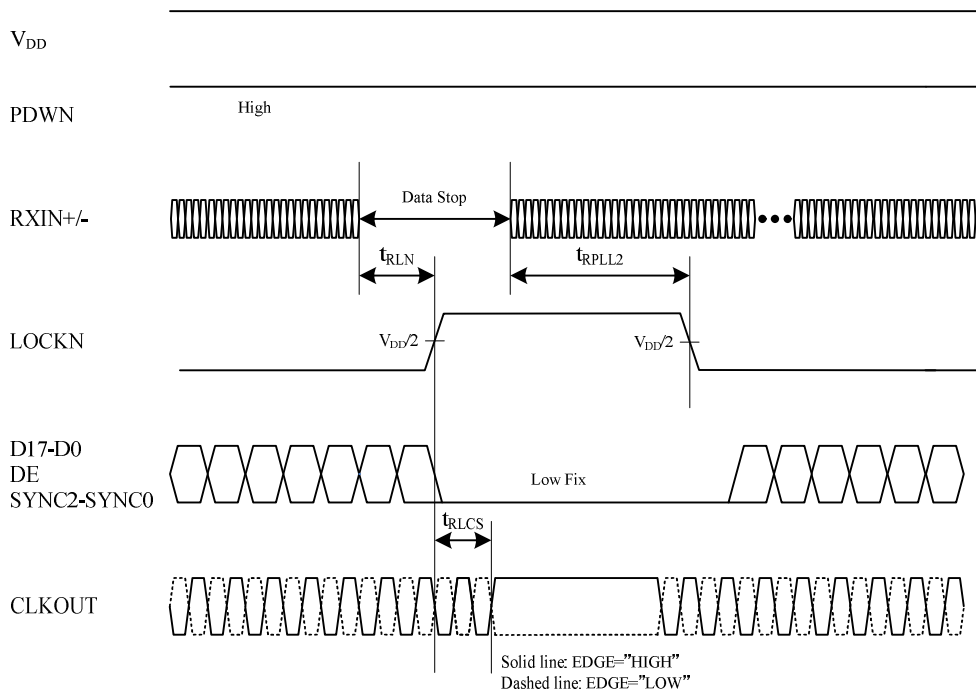 V_DD
PDWN
High
RXIN+/-
Data Stop
t_RLN
t_RPLL2
LOCKN
V_DD/2
V_DD/2
D17-D0
DE
SYNC2-SYNC0
Low Fix
t_RLCS
CLKOUT
Solid line: EDGE="HIGH"
Dashed line: EDGE="LOW"